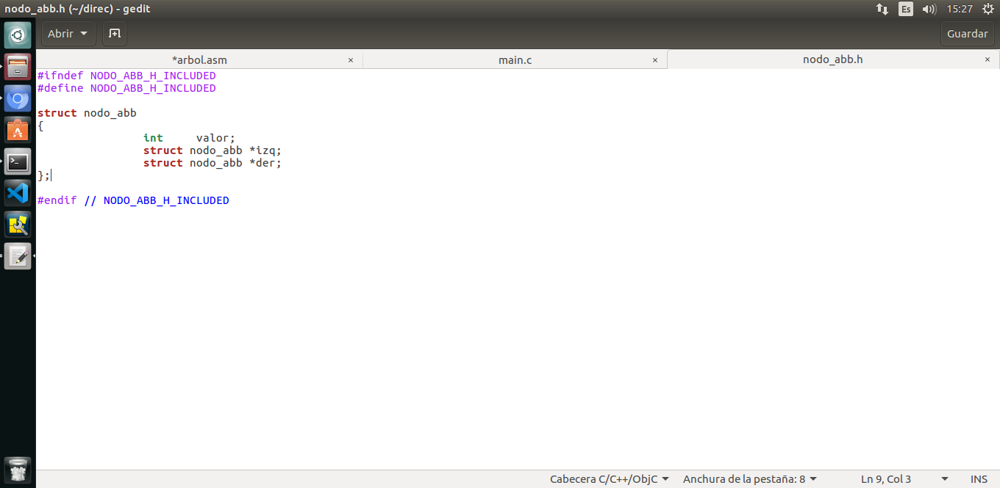 nodo_abb.h (~/direc) - gedit
Es
15:27
Abrir
Guardar
*arbol.asm × main.c × nodo_abb.h ×
#ifndef NODO_ABB_H_INCLUDED
#define NODO_ABB_H_INCLUDED
struct nodo_abb
{
int valor;
struct nodo_abb *izq;
struct nodo_abb *der;
};
#endif // NODO_ABB_H_INCLUDED
Cabecera C/C++/ObjC Anchura de la pestaña: 8 Ln 9, Col 3 INS